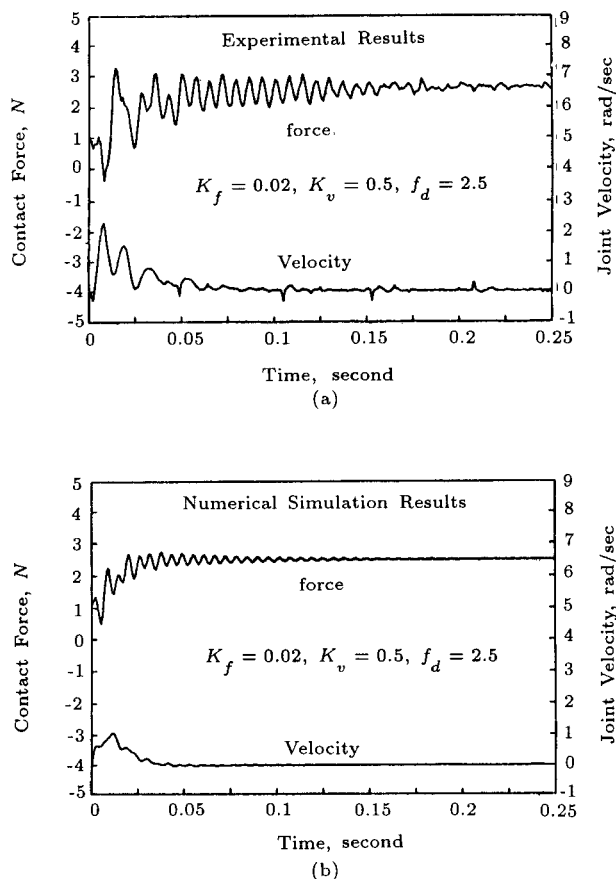 Experimental Results
5
4
3
2
1
0
-1
-2
-3
-4
-5
Contact Force, N
force
K_f = 0.02, K_v = 0.5, f_d = 2.5
Velocity
9
8
7
6
5
4
3
2
1
0
-1
Joint Velocity, rad/sec
0 0.05 0.1 0.15 0.2 0.25
Time, second
(a)
Numerical Simulation Results
5
4
3
2
1
0
-1
-2
-3
-4
-5
Contact Force, N
force
K_f = 0.02, K_v = 0.5, f_d = 2.5
Velocity
9
8
7
6
5
4
3
2
1
0
-1
Joint Velocity, rad/sec
0 0.05 0.1 0.15 0.2 0.25
Time, second
(b)